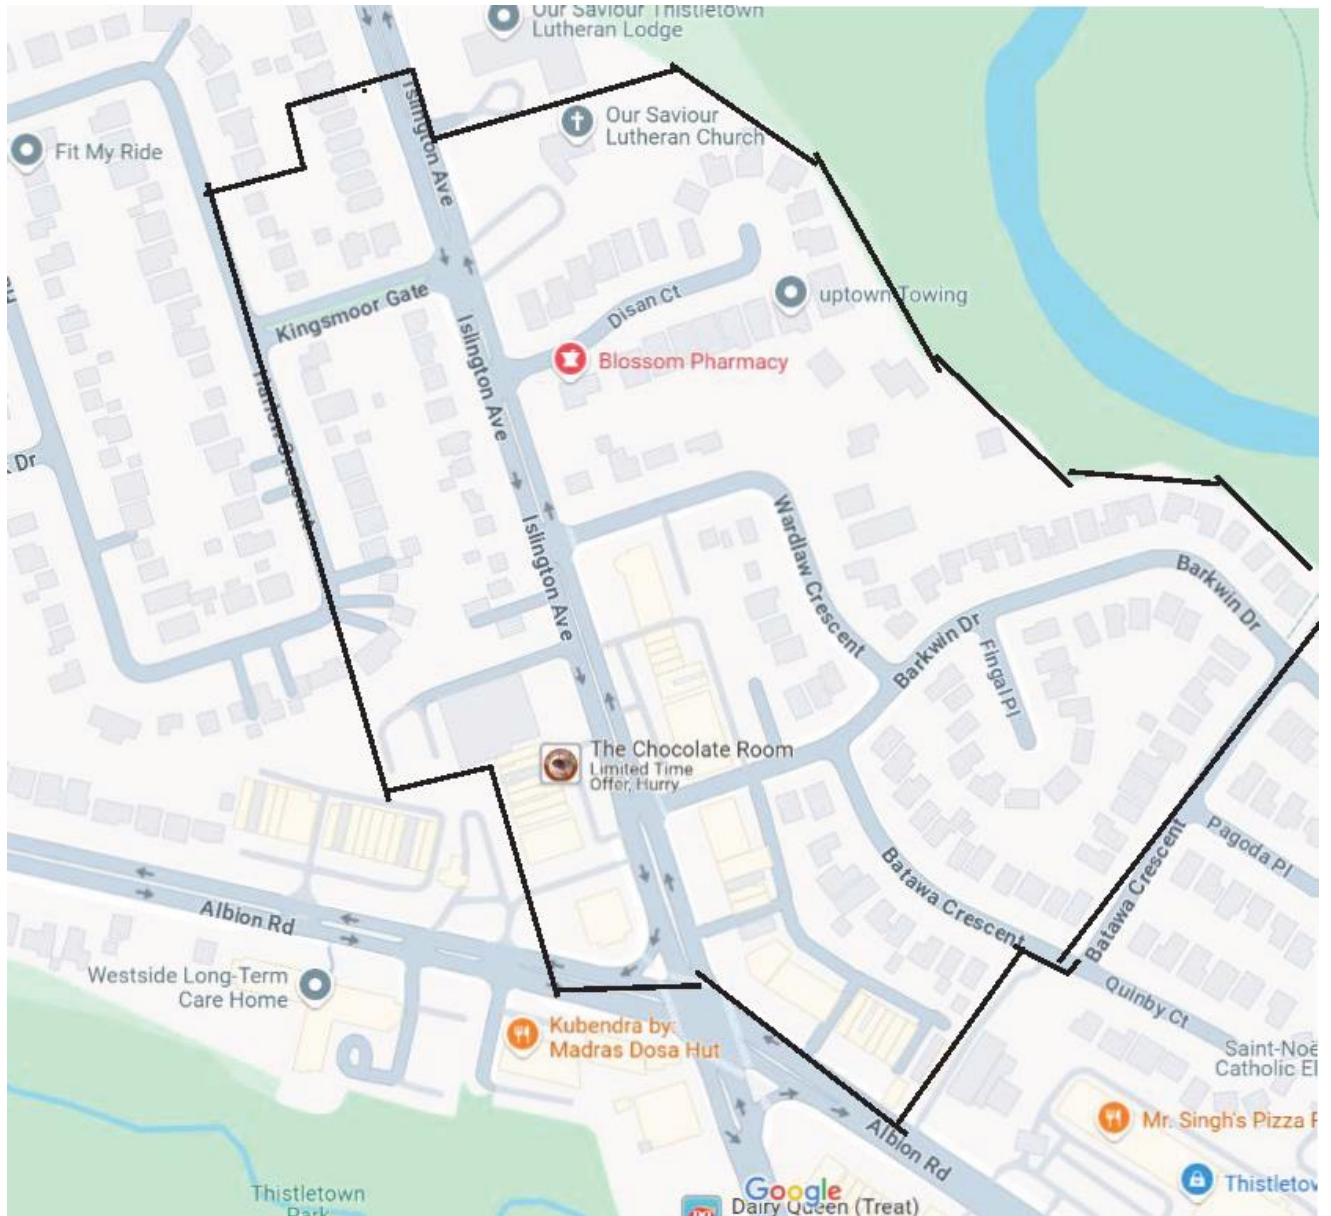 Our Saviour Thistletown
Lutheran Lodge
Fit My Ride
Our Saviour
Lutheran Church
Islington Ave
Disan Ct
uptown Towing
Kingsmoor Gate
Islington Ave
Blossom Pharmacy
Dr
Islington Ave
Wardlaw Crescent
Barkwin Dr
Barkwin Dr
Fingal Pl
The Chocolate Room
Limited Time
Offer, Hurry
Batawa Crescent
Pagoda Pl
Batawa Crescent
Albion Rd
Westside Long-Term
Care Home
Quinby Ct
Kubendra by:
Madras Dosa Hut
Saint-Noë
Catholic El
Mr. Singh's Pizza
Albion Rd
Thistletow
Thistletown
Park
Google
Dairy Queen (Treat)